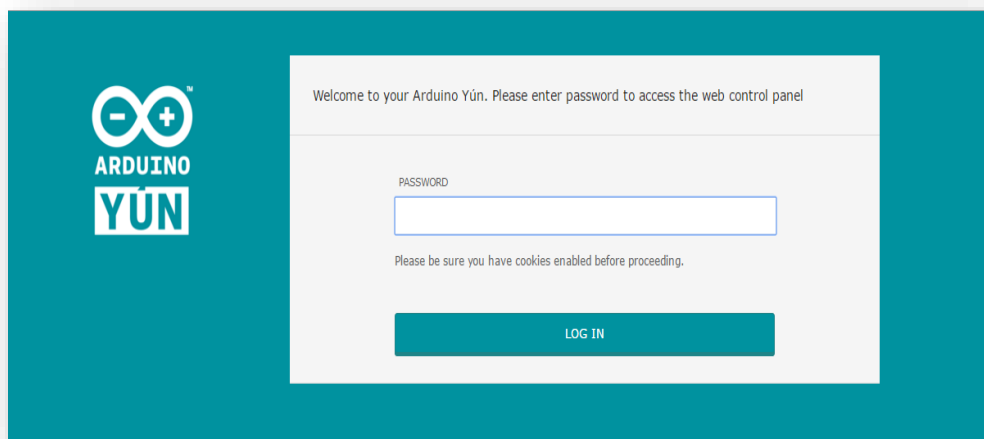 Welcome to your Arduino Yún. Please enter password to access the web control panel
™
ARDUINO
YÚN
PASSWORD
Please be sure you have cookies enabled before proceeding.
LOG IN